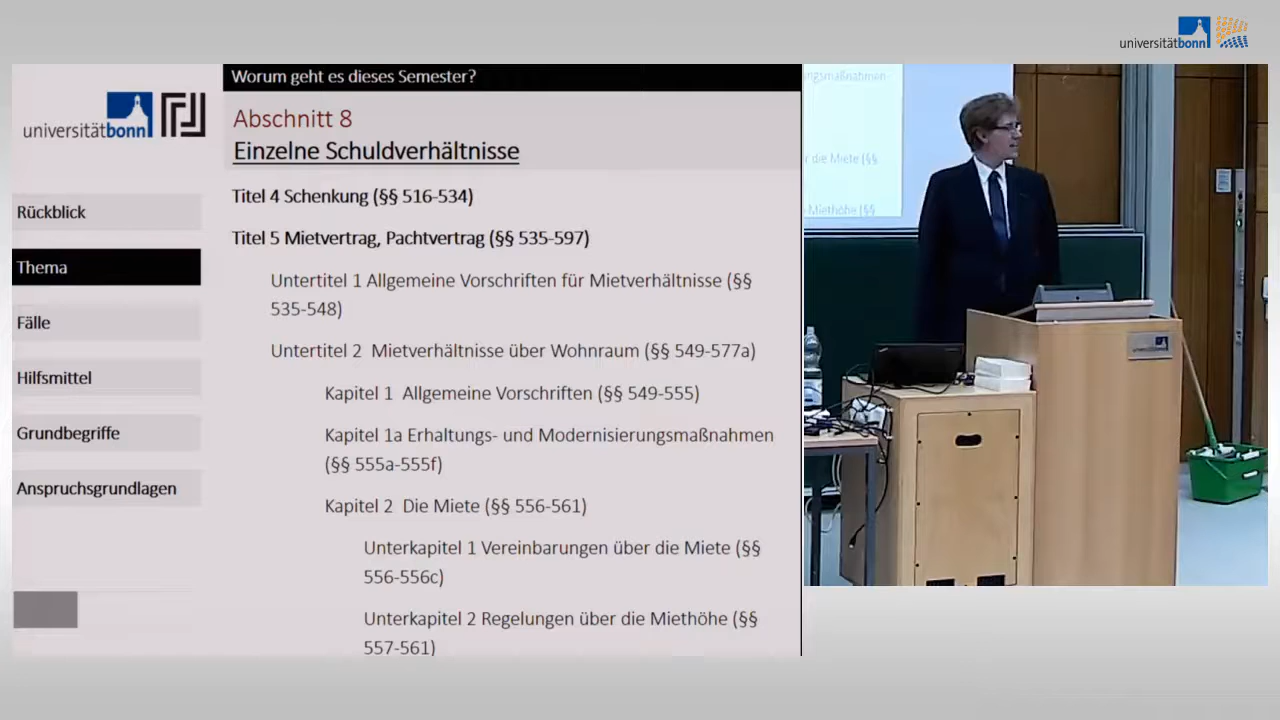 universitätbonn
Worum geht es dieses Semester?
universitätbonn
Abschnitt 8
Einzelne Schuldverhältnisse
Rückblick
Thema
Fälle
Hilfsmittel
Grundbegriffe
Anspruchsgrundlagen
Titel 4 Schenkung (§§ 516-534)
Titel 5 Mietvertrag, Pachtvertrag (§§ 535-597)
Untertitel 1 Allgemeine Vorschriften für Mietverhältnisse (§§
535-548)
Untertitel 2 Mietverhältnisse über Wohnraum (§§ 549-577a)
Kapitel 1 Allgemeine Vorschriften (§§ 549-555)
Kapitel 1a Erhaltungs- und Modernisierungsmaßnahmen
(§§ 555a-555f)
Kapitel 2 Die Miete (§§ 556-561)
Unterkapitel 1 Vereinbarungen über die Miete (§§
556-556c)
Unterkapitel 2 Regelungen über die Miethöhe (§§
557-561)
ngsmaßnahmen
r die Miete (§§
Miethöhe (§§